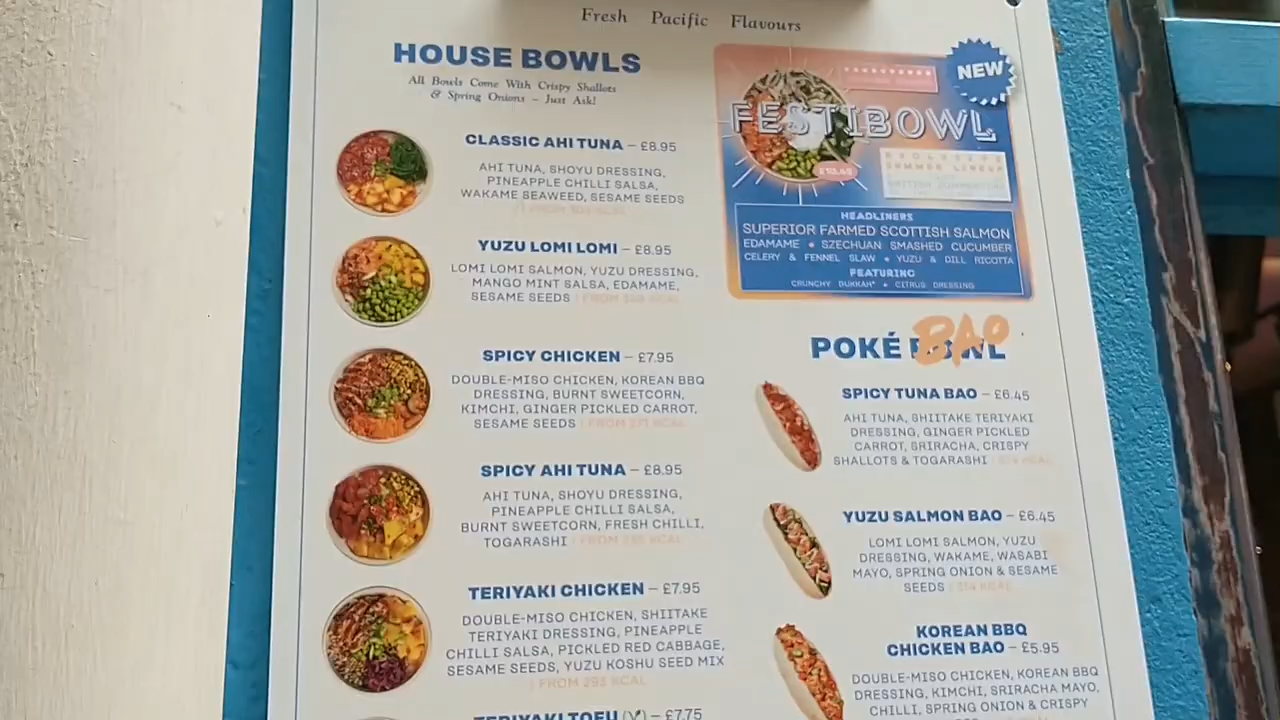 Fresh Pacific Flavours
HOUSE BOWLS
All Bowls Come With Crispy Shallots
& Spring Onions – Just Ask!
CLASSIC AHI TUNA – £8.95
AHI TUNA, SHOYU DRESSING,
PINEAPPLE CHILLI SALSA,
WAKAME SEAWEED, SESAME SEEDS
YUZU LOMI LOMI – £8.95
LOMI LOMI SALMON, YUZU DRESSING,
MANGO MINT SALSA, EDAMAME,
SESAME SEEDS
SPICY CHICKEN – £7.95
DOUBLE-MISO CHICKEN, KOREAN BBQ
DRESSING, BURNT SWEETCORN,
KIMCHI, GINGER PICKLED CARROT,
SESAME SEEDS | FROM 271 KCAL
SPICY AHI TUNA – £8.95
AHI TUNA, SHOYU DRESSING,
PINEAPPLE CHILLI SALSA,
BURNT SWEETCORN, FRESH CHILLI,
TOGARASHI
TERIYAKI CHICKEN – £7.95
DOUBLE-MISO CHICKEN, SHIITAKE
TERIYAKI DRESSING, PINEAPPLE
CHILLI SALSA, PICKLED RED CABBAGE,
SESAME SEEDS, YUZU KOSHU SEED MIX
| FROM 293 KCAL
TERIYAKI TOFU (V) – £7.75
NEW
FESTIBOWL
SUMMER LINEUP
HEADLINERS
SUPERIOR FARMED SCOTTISH SALMON
EDAMAME • SZECHUAN SMASHED CUCUMBER
CELERY & FENNEL SLAW • YUZU & DILL RICOTTA
FEATURING
CRUNCHY DUKKAH* • CITRUS DRESSING
POKÉ BOWL BAO
SPICY TUNA BAO – £6.45
AHI TUNA, SHIITAKE TERIYAKI
DRESSING, GINGER PICKLED
CARROT, SRIRACHA, CRISPY
SHALLOTS & TOGARASHI
YUZU SALMON BAO – £6.45
LOMI LOMI SALMON, YUZU
DRESSING, WAKAME, WASABI
MAYO, SPRING ONION & SESAME
SEEDS
KOREAN BBQ
CHICKEN BAO – £5.95
DOUBLE-MISO CHICKEN, KOREAN BBQ
DRESSING, KIMCHI, SRIRACHA MAYO,
CHILLI, SPRING ONION & CRISPY